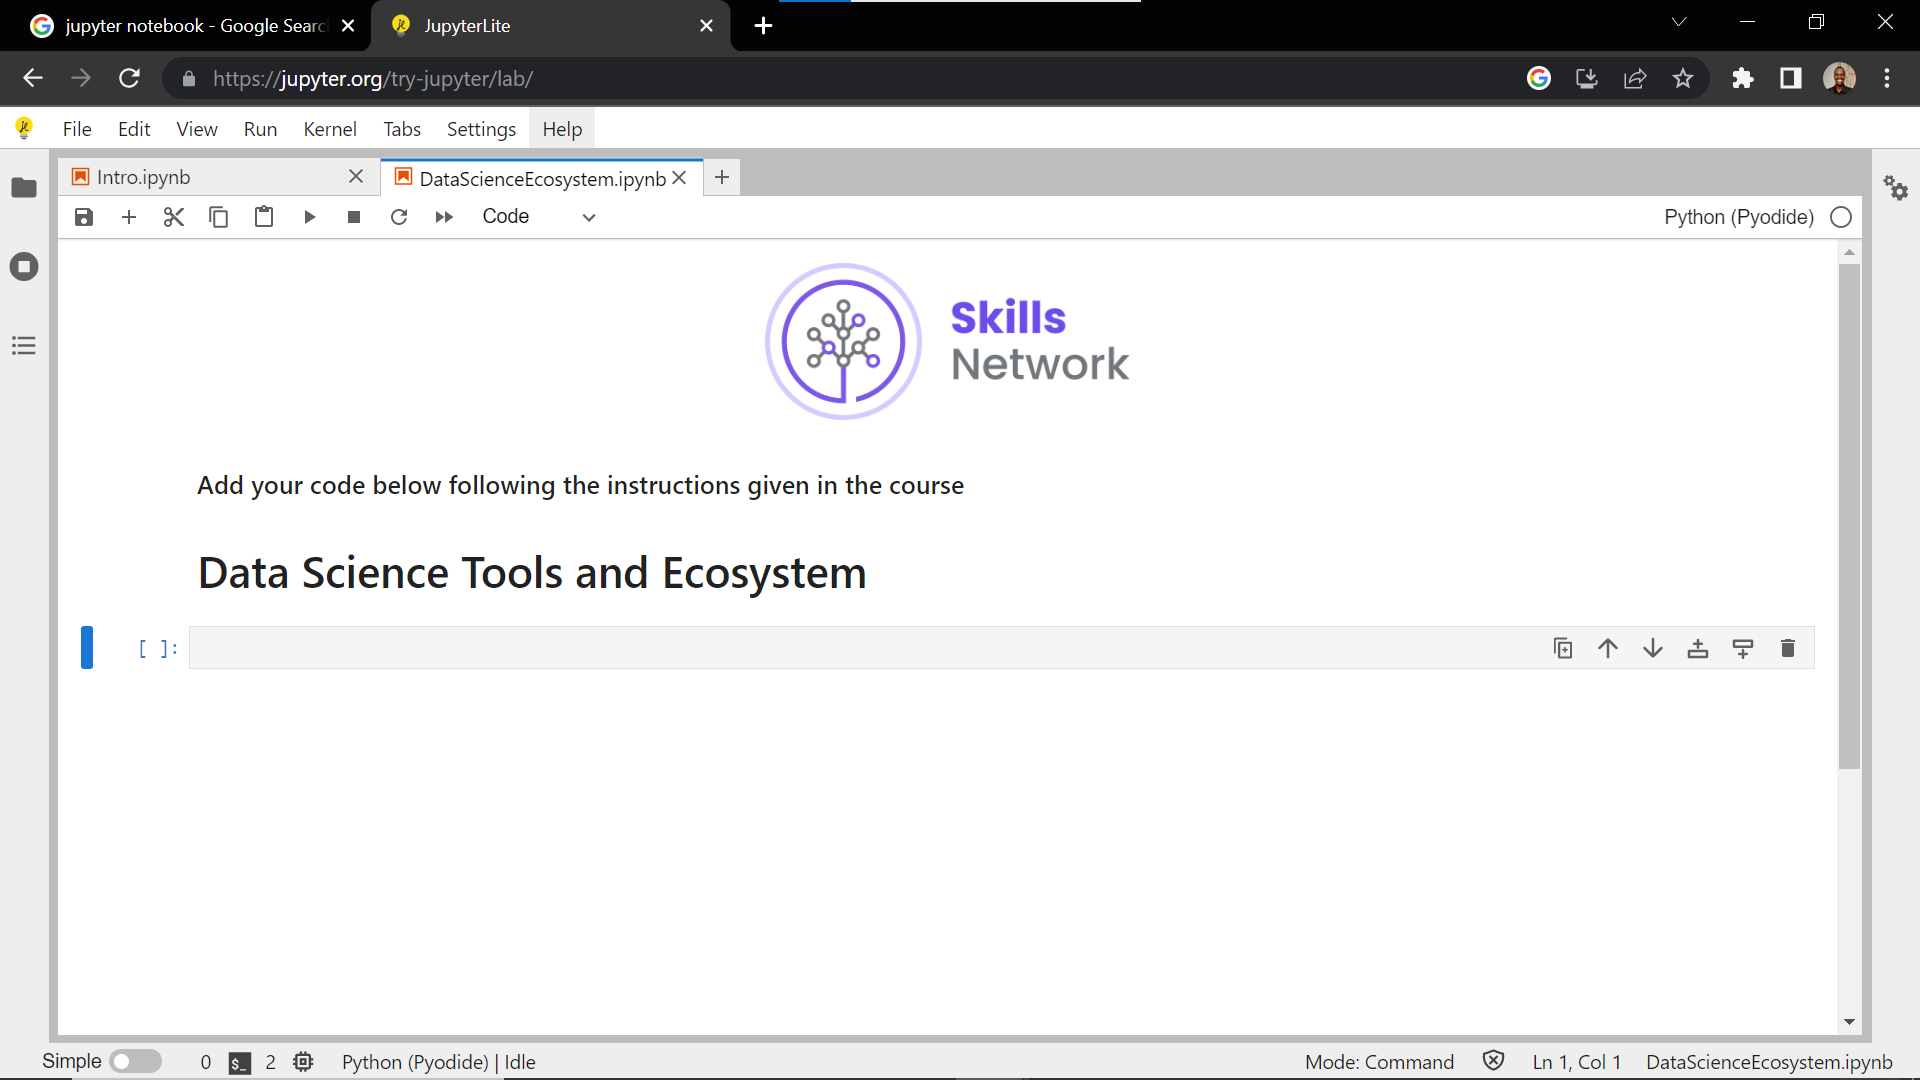 jupyter notebook - Google Searc
JupyterLite
https://jupyter.org/try-jupyter/lab/
File Edit View Run Kernel Tabs Settings Help
Intro.ipynb
DataScienceEcosystem.ipynb
Code
Python (Pyodide)
Skills
Network
Add your code below following the instructions given in the course
Data Science Tools and Ecosystem
[ ]:
Simple 0 $_ 2 Python (Pyodide) | Idle Mode: Command Ln 1, Col 1 DataScienceEcosystem.ipynb